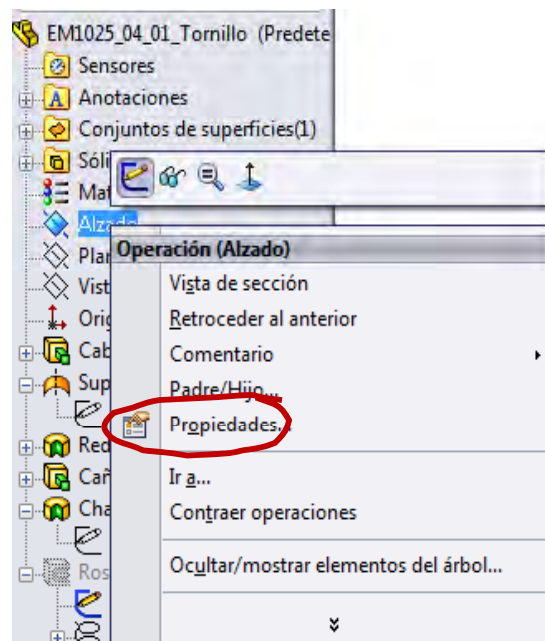 EM1025_04_01_Tornillo (Predete
Sensores
Anotaciones
Conjuntos de superficies(1)
Sóli
Mat
Alzado
Plan
Operación (Alzado)
Vist
Vista de sección
Orig
Retroceder al anterior
Cab
Comentario
Sup
Padre/Hijo...
Propiedades...
Red
Cañ
Ir a...
Cha
Contraer operaciones
Ros
Ocultar/mostrar elementos del árbol...